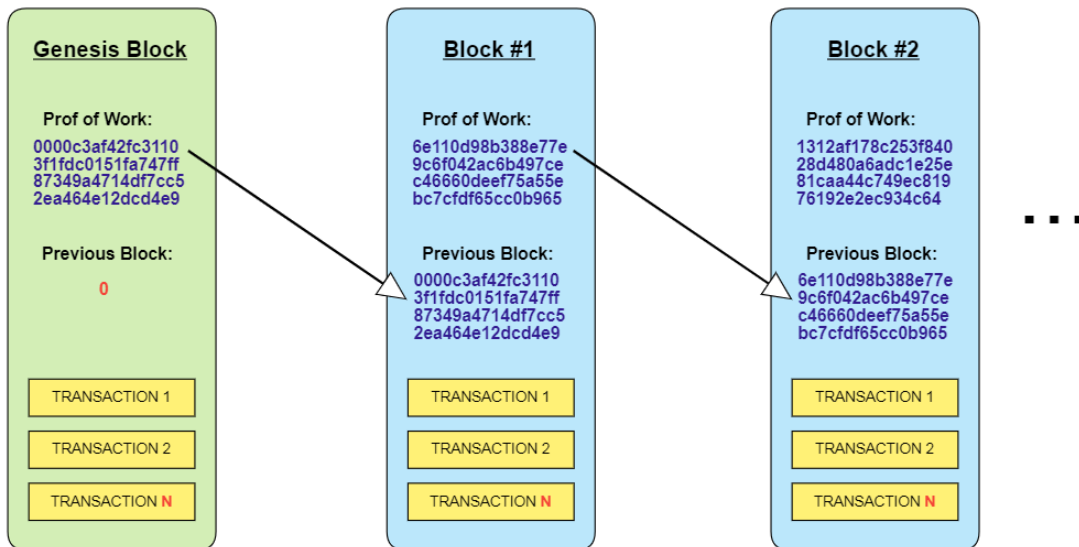 Genesis Block
Prof of Work:
0000c3af42fc3110
3f1fdc0151fa747ff
87349a4714df7cc5
2ea464e12dcd4e9
Previous Block:
0
TRANSACTION 1
TRANSACTION 2
TRANSACTION N
Block #1
Prof of Work:
6e110d98b388e77e
9c6f042ac6b497ce
c46660deef75a55e
bc7cfdf65cc0b965
Previous Block:
0000c3af42fc3110
3f1fdc0151fa747ff
87349a4714df7cc5
2ea464e12dcd4e9
TRANSACTION 1
TRANSACTION 2
TRANSACTION N
Block #2
Prof of Work:
1312af178c253f840
28d480a6adc1e25e
81caa44c749ec819
76192e2ec934c64
Previous Block:
6e110d98b388e77e
9c6f042ac6b497ce
c46660deef75a55e
bc7cfdf65cc0b965
TRANSACTION 1
TRANSACTION 2
TRANSACTION N
...